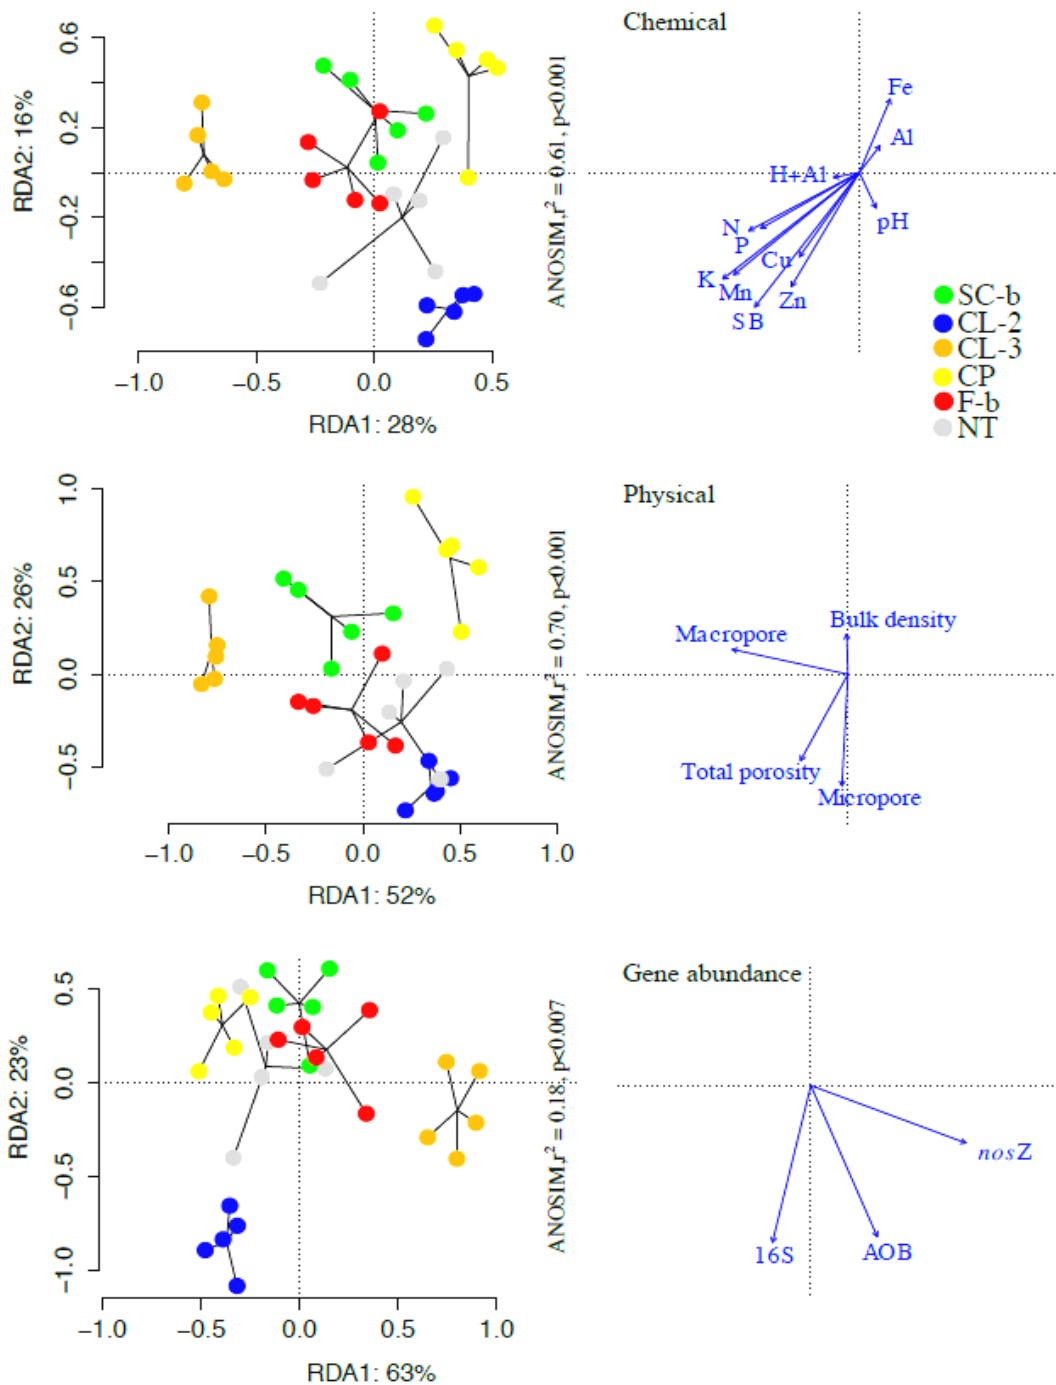 Chemical
RDA2: 16%
0.6
0.2
−0.2
−0.6
−1.0
−0.5
0.0
0.5
RDA1: 28%
ANOSIM,r² = 0.61, p<0.001
Fe
Al
H+Al
pH
N
P
Cu
K
Mn
Zn
SB
SC-b
CL-2
CL-3
CP
F-b
NT
Physical
RDA2: 26%
1.0
0.5
0.0
−0.5
−1.0
−0.5
0.0
0.5
1.0
RDA1: 52%
ANOSIM,r² = 0.70, p<0.001
Bulk density
Macropore
Total porosity
Micropore
Gene abundance
RDA2: 23%
0.5
0.0
−0.5
−1.0
−1.0
−0.5
0.0
0.5
1.0
RDA1: 63%
ANOSIM,r² = 0.18, p<0.007
nosZ
16S
AOB